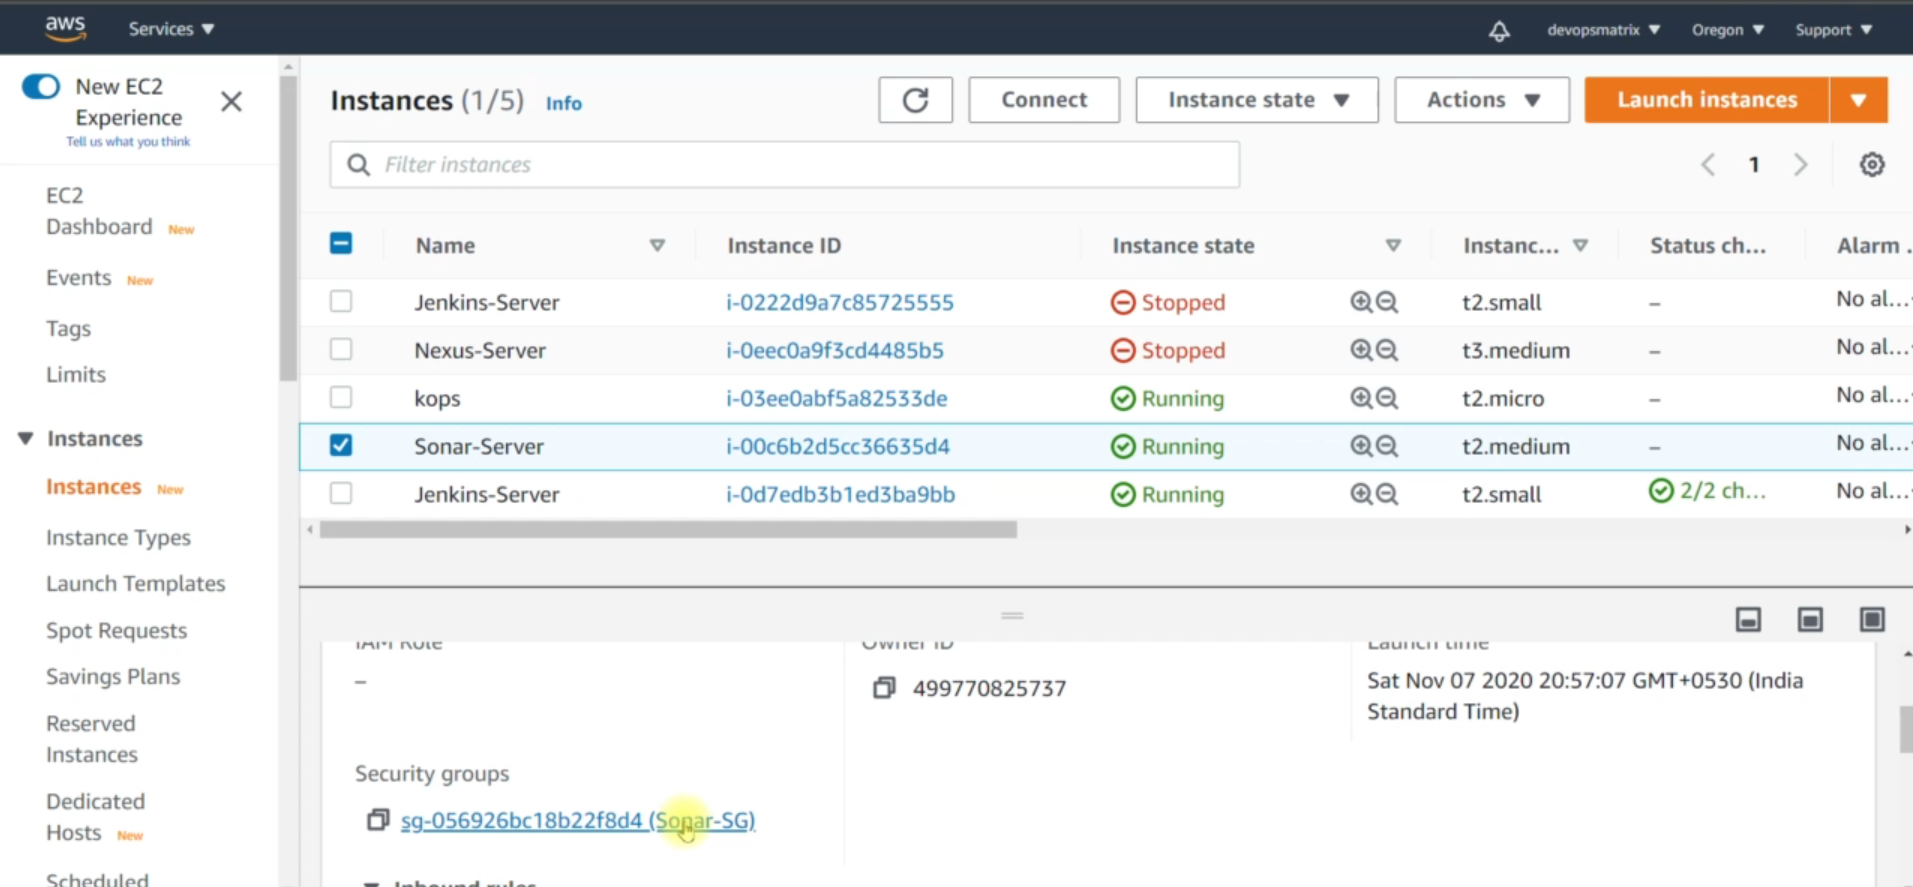 aws Services devopsmatrix Oregon Support
New EC2
Experience
Tell us what you think
EC2
Dashboard New
Events New
Tags
Limits
Instances
Instances New
Instance Types
Launch Templates
Spot Requests
Savings Plans
Reserved
Instances
Dedicated
Hosts New
Scheduled
Instances (1/5) Info
Connect Instance state Actions Launch instances
Filter instances
1
Name Instance ID Instance state Instanc... Status ch... Alarm .
Jenkins-Server i-0222d9a7c85725555 Stopped t2.small – No al...
Nexus-Server i-0eec0a9f3cd4485b5 Stopped t3.medium – No al...
kops i-03ee0abf5a82533de Running t2.micro – No al...
Sonar-Server i-00c6b2d5cc36635d4 Running t2.medium – No al...
Jenkins-Server i-0d7edb3b1ed3ba9bb Running t2.small 2/2 ch... No al...
IAM Role Owner ID Launch time
– 499770825737 Sat Nov 07 2020 20:57:07 GMT+0530 (India
Standard Time)
Security groups
sg-056926bc18b22f8d4 (Sonar-SG)
Inbound rules